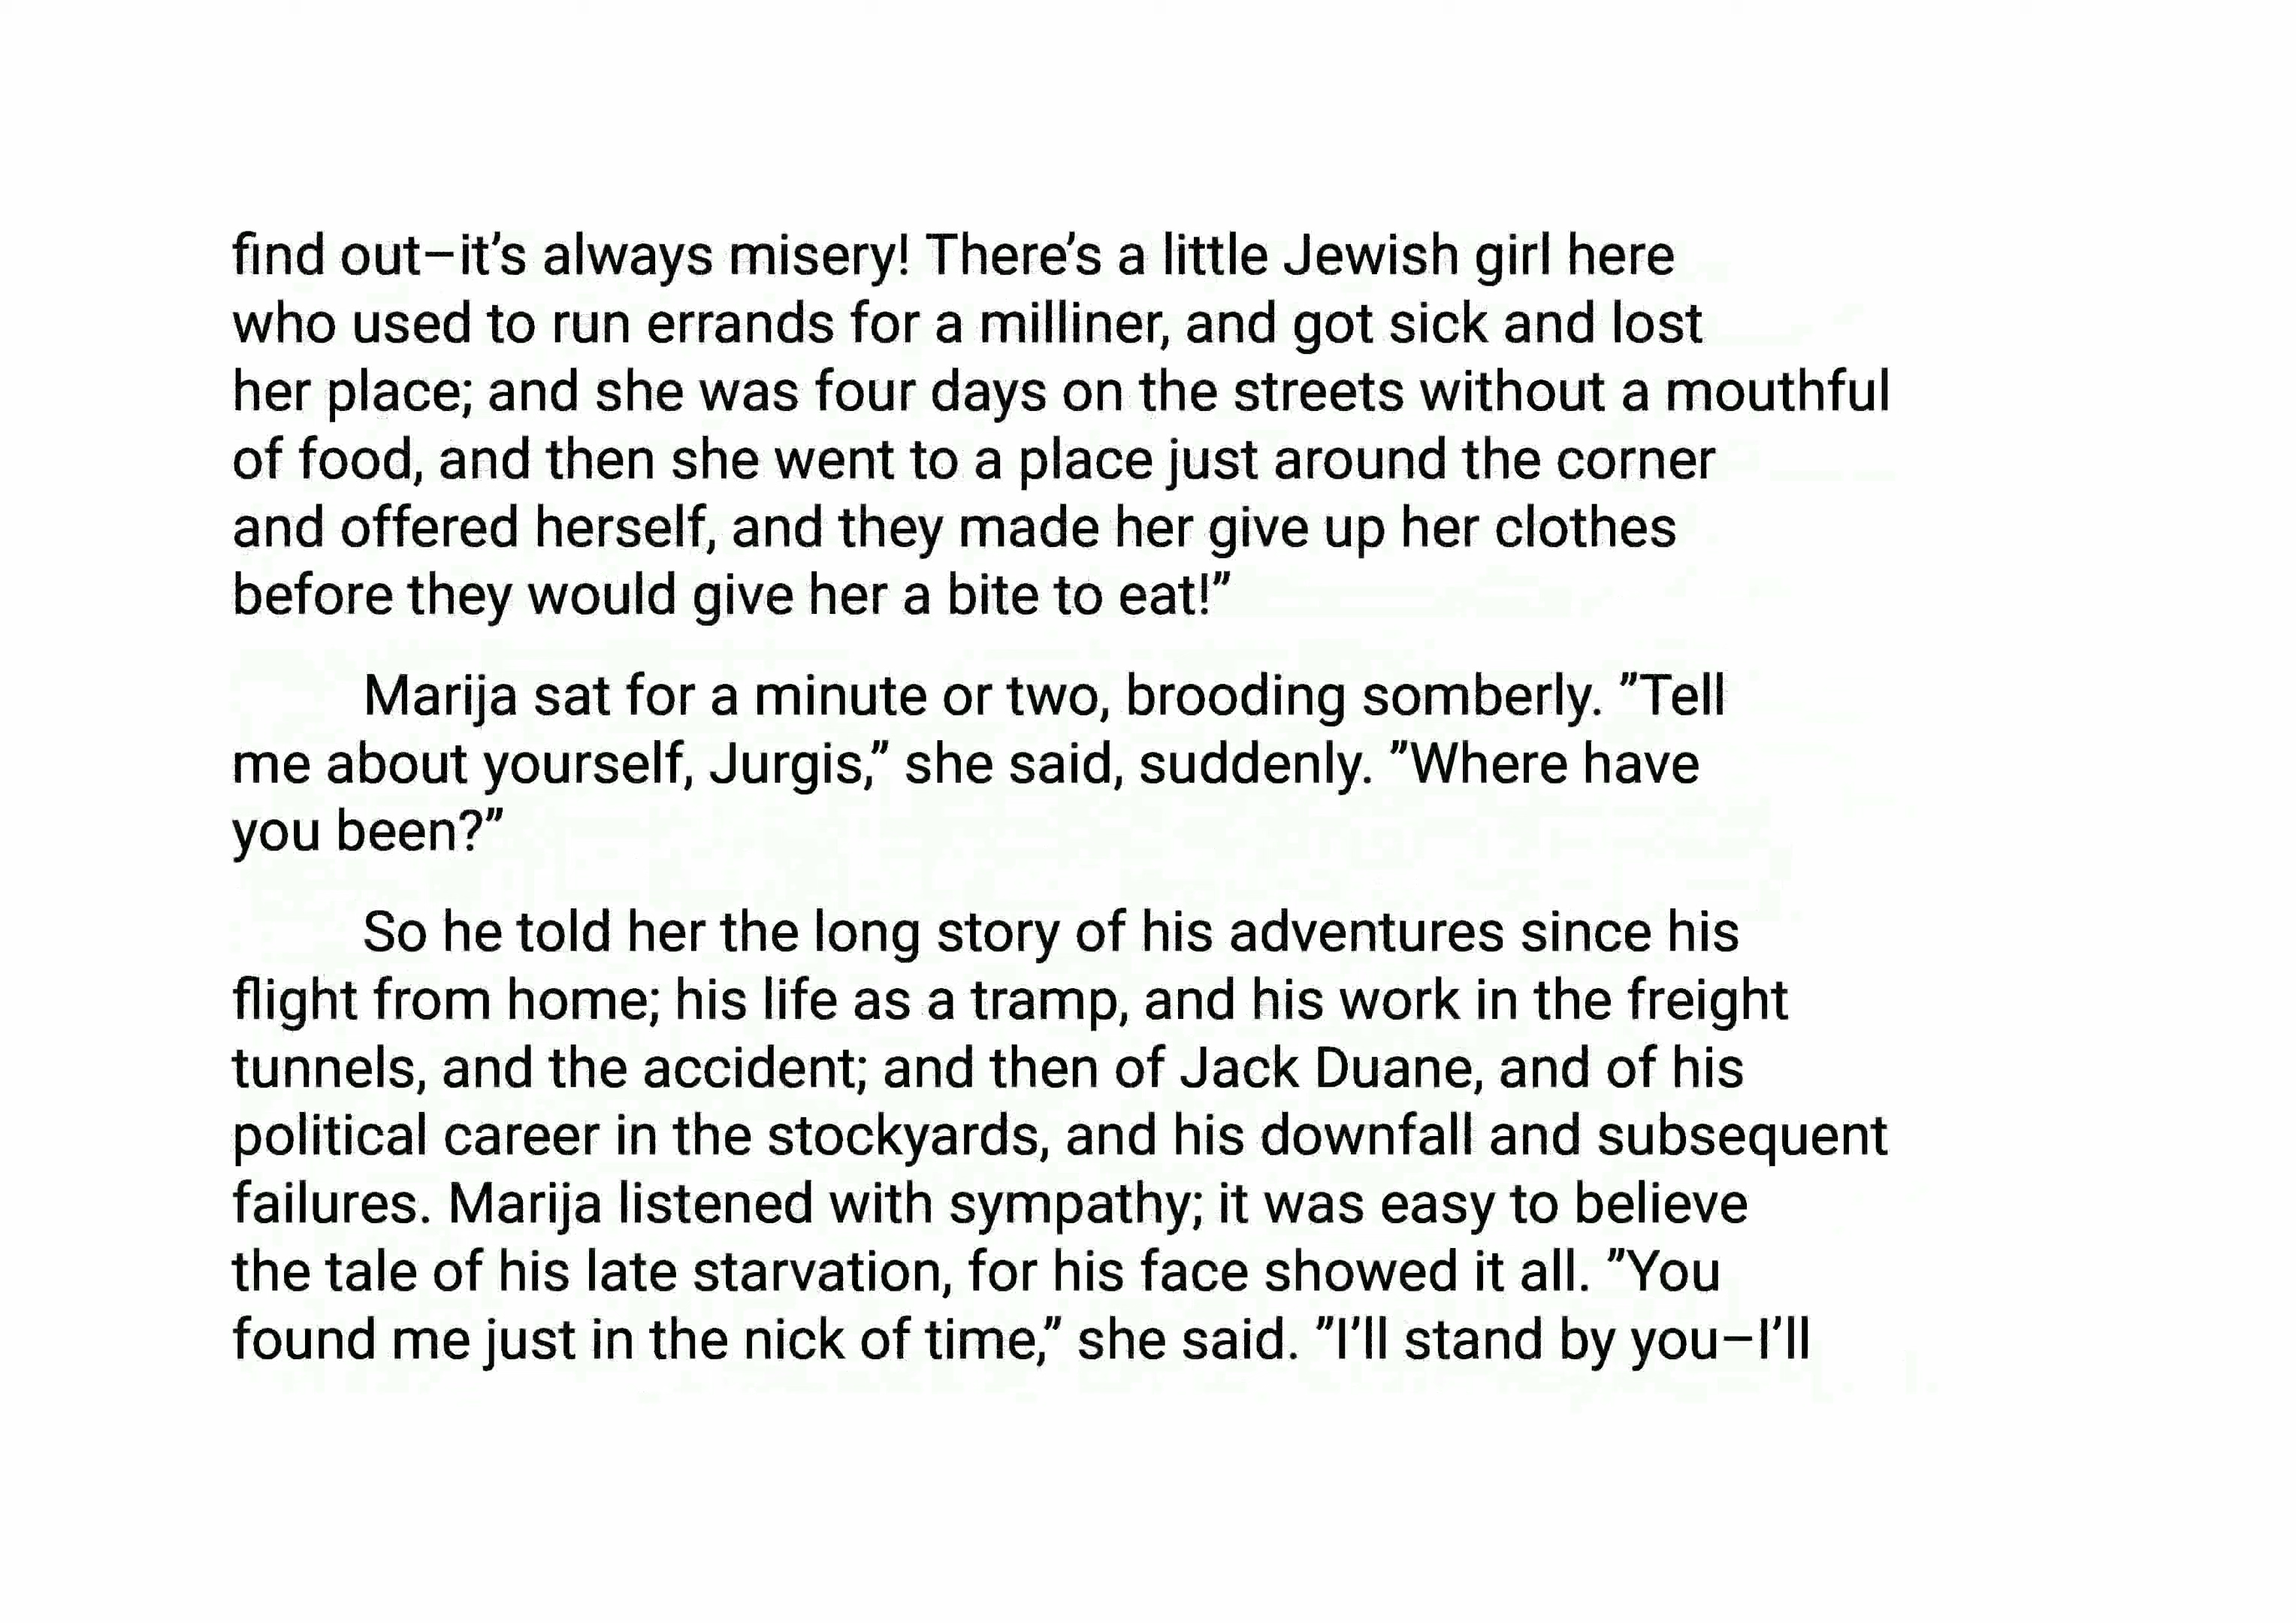 find out–it’s always misery! There’s a little Jewish girl here
who used to run errands for a milliner, and got sick and lost
her place; and she was four days on the streets without a mouthful
of food, and then she went to a place just around the corner
and offered herself, and they made her give up her clothes
before they would give her a bite to eat!”
Marija sat for a minute or two, brooding somberly. ”Tell
me about yourself, Jurgis,” she said, suddenly. ”Where have
you been?”
So he told her the long story of his adventures since his
flight from home; his life as a tramp, and his work in the freight
tunnels, and the accident; and then of Jack Duane, and of his
political career in the stockyards, and his downfall and subsequent
failures. Marija listened with sympathy; it was easy to believe
the tale of his late starvation, for his face showed it all. ”You
found me just in the nick of time,” she said. ”I’ll stand by you–I’ll